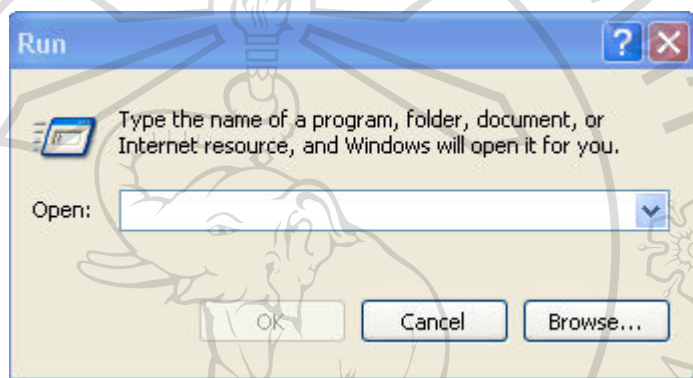 Run
Type the name of a program, folder, document, or
Internet resource, and Windows will open it for you.
Open:
OK Cancel Browse...